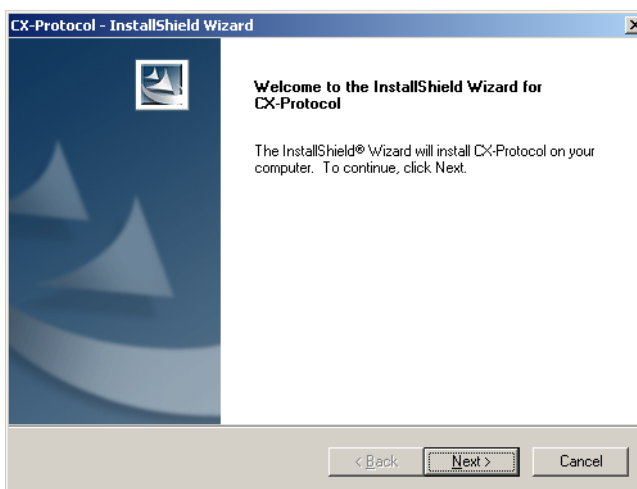 CX-Protocol - InstallShield Wizard
Welcome to the InstallShield Wizard for
CX-Protocol
The InstallShield® Wizard will install CX-Protocol on your
computer.  To continue, click Next.
< Back
Next >
Cancel